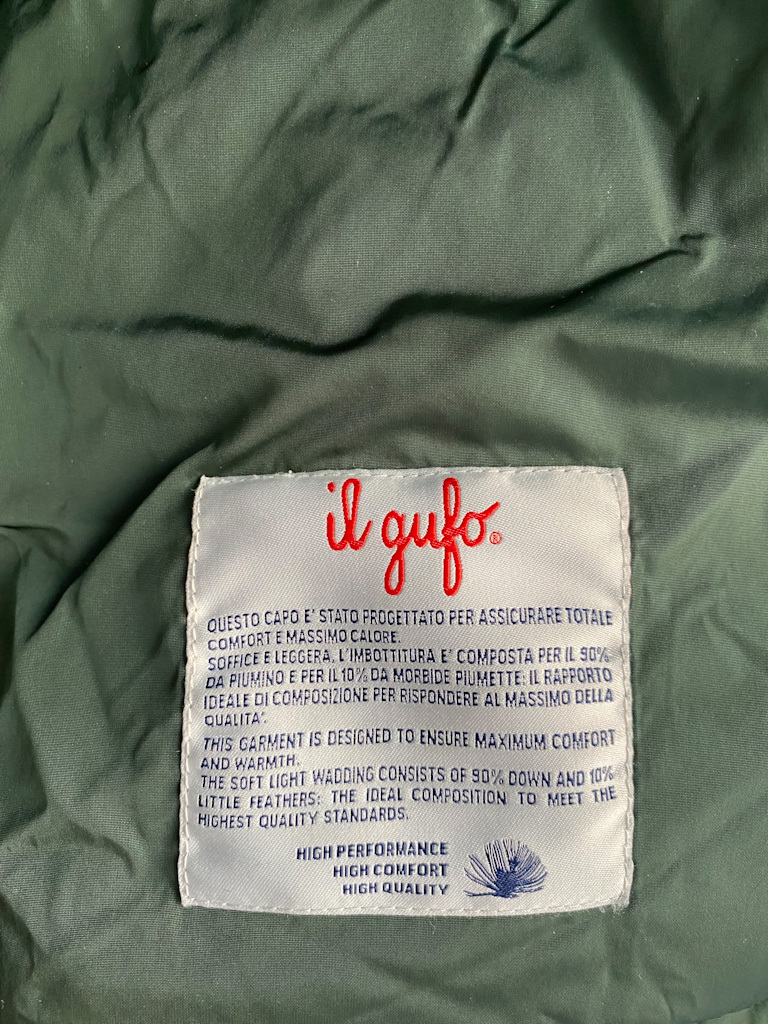 il gufo®
QUESTO CAPO E' STATO PROGETTATO PER ASSICURARE TOTALE
COMFORT E MASSIMO CALORE.
SOFFICE E LEGGERA, L'IMBOTTITURA E' COMPOSTA PER IL 90%
DA PIUMINO E PER IL 10% DA MORBIDE PIUMETTE: IL RAPPORTO
IDEALE DI COMPOSIZIONE PER RISPONDERE AL MASSIMO DELLA
QUALITA'.
THIS GARMENT IS DESIGNED TO ENSURE MAXIMUM COMFORT
AND WARMTH.
THE SOFT LIGHT WADDING CONSISTS OF 90% DOWN AND 10%
LITTLE FEATHERS: THE IDEAL COMPOSITION TO MEET THE
HIGHEST QUALITY STANDARDS.
HIGH PERFORMANCE
HIGH COMFORT
HIGH QUALITY